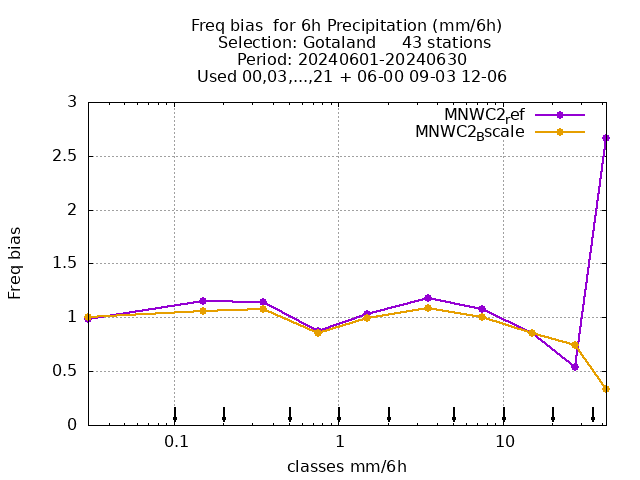 Freq bias  for 6h Precipitation (mm/6h)
Selection: Gotaland     43 stations
Period: 20240601-20240630
Used 00,03,...,21 + 06-00 09-03 12-06
MNWC2ref
MNWC2Bscale
3
2.5
2
1.5
1
0.5
0
Freq bias
0.1
1
10
classes mm/6h